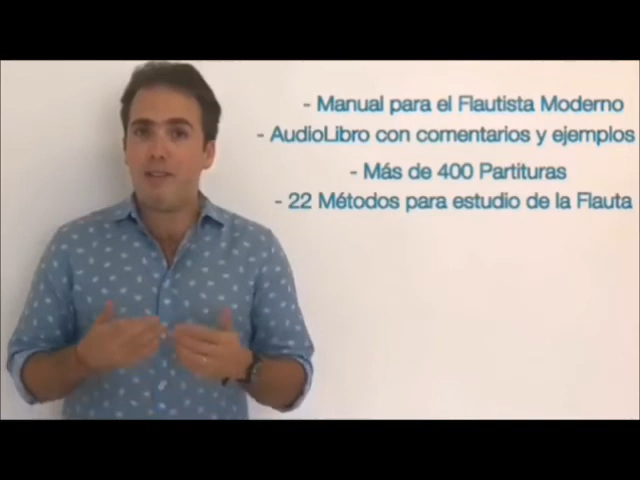 - Manual para el Flautista Moderno
- AudioLibro con comentarios y ejemplos
- Más de 400 Partituras
- 22 Métodos para estudio de la Flauta